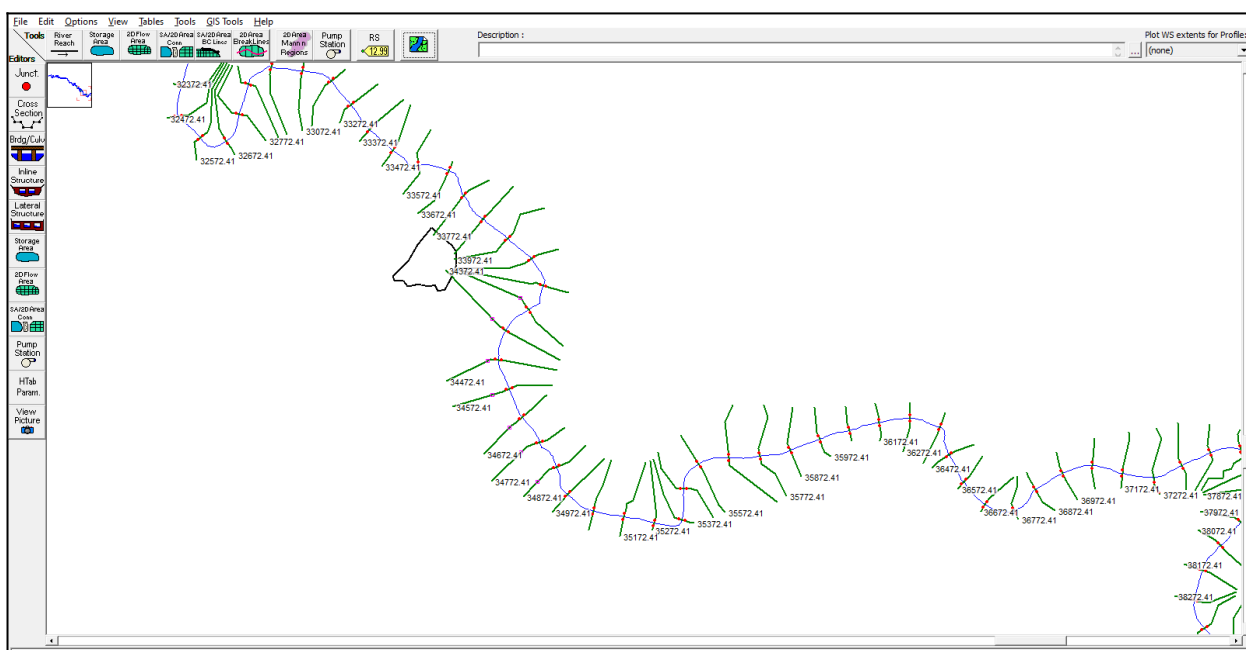 File Edit Options View Tables Tools GIS Tools Help
Tools
Editors
River
Reach
Storage
Area
2D Flow
Area
SA/2D Area
Conn
SA/2D Area
BC Lines
2D Area
BreakLines
2D Area
Mann n
Regions
Pump
Station
RS
12.99
Description :
...
Plot WS extents for Profile:
(none)
Junct.
Cross
Section
Brdg/Culv
Inline
Structure
Lateral
Structure
Storage
Area
2D Flow
Area
SA/2D Area
Conn
Pump
Station
HTab
Param.
View
Picture
32372.41
32472.41
32572.41
32672.41
32772.41
33072.41
33272.41
33372.41
33472.41
33572.41
33672.41
33772.41
33972.41
34372.41
34472.41
34572.41
34672.41
34772.41
34872.41
34972.41
35172.41
35272.41
35372.41
35572.41
35772.41
35872.41
35972.41
36172.41
36272.41
36472.41
36572.41
36672.41
36772.41
36872.41
36972.41
37172.41
37272.41
37872.41
37972.41
38072.41
38172.41
38272.41